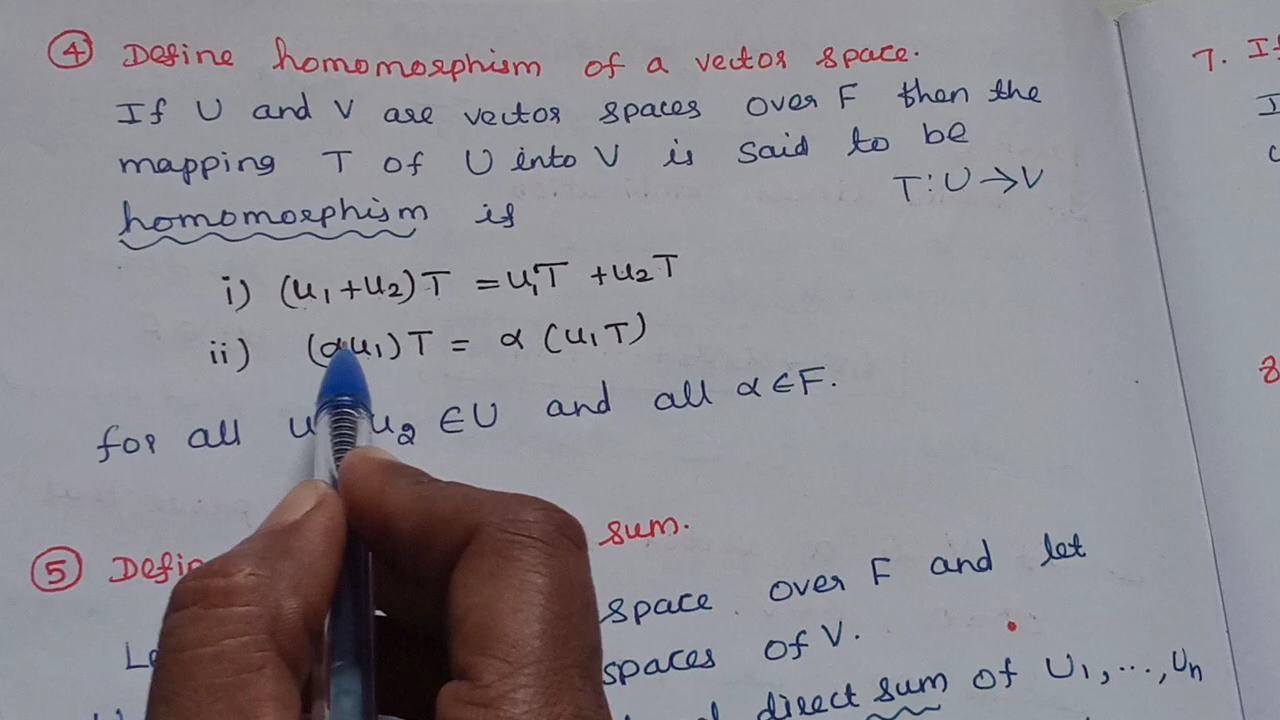 ④ Define homomorphism of a vector space.
If U and V are vector spaces over F then the
mapping T of U into V is said to be
T:U→V
homomorphism if
i) (u₁+u₂)T = u₁T + u₂T
ii) (αu₁)T = α(u₁T)
for all u u₂ ∈ U and all α ∈ F.
⑤ sum.
space over F and let
spaces of V.
direct sum of U₁,...,Uₙ
7. If
8